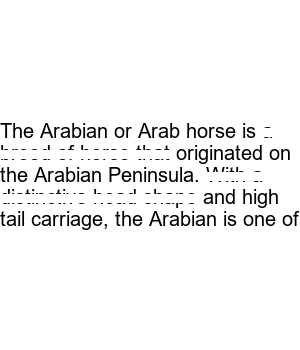 The Arabian or Arab horse is a
breed of horse that originated on
the Arabian Peninsula. With a
distinctive head shape and high
tail carriage, the Arabian is one of